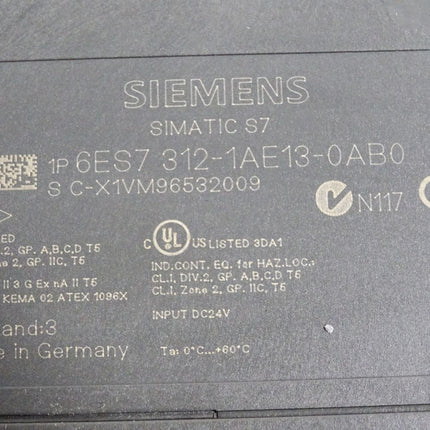 SIEMENS
SIMATIC S7
1P 6ES7 312-1AE13-0AB0
S C-X1VM96532009
N117
C UL US LISTED 3DA1
IND.CONT. EQ. for HAZ.LOC.
CL.I, DIV.2, GP. A,B,C,D T5
CL.I, Zone 2, GP. IIC, T5
INPUT DC24V
Ta: 0°C...+60°C
ED
.2, GP. A,B,C,D T5
ne 2, GP. IIC, T5
II 3 G Ex nA II T5
KEMA 02 ATEX 1096X
and:3
e in Germany